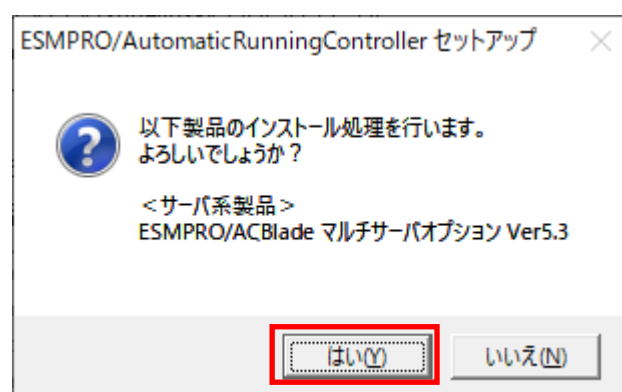 ESMPRO/AutomaticRunningController セットアップ
以下製品のインストール処理を行います。
よろしいでしょうか？
＜サーバ系製品＞
ESMPRO/ACBlade マルチサーバオプション Ver5.3
はい(Y)
いいえ(N)